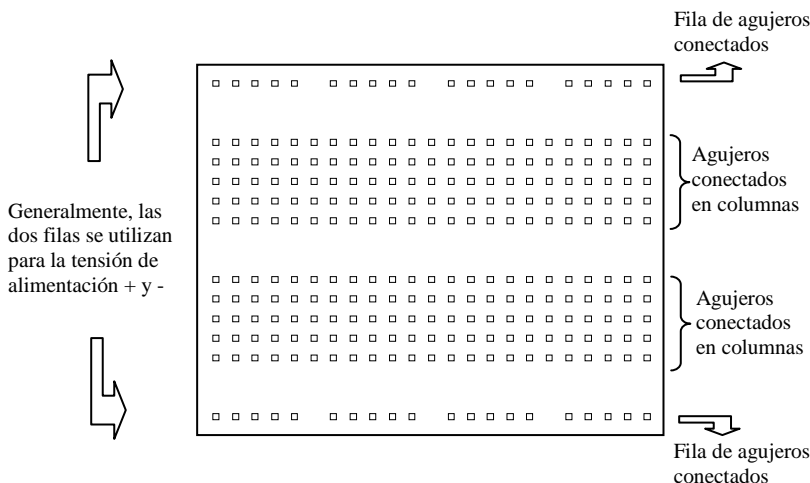 Fila de agujeros
conectados
Agujeros
conectados
en columnas
Generalmente, las
dos filas se utilizan
para la tensión de
alimentación + y -
Agujeros
conectados
en columnas
Fila de agujeros
conectados